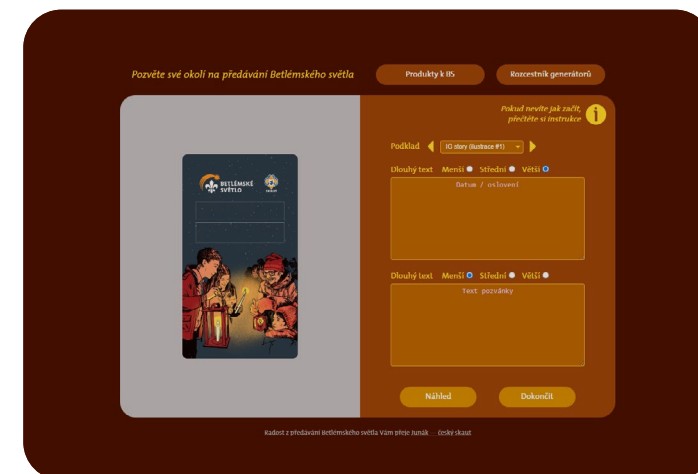 Pozvěte své okolí na předávání Betlémského světla
Produkty k BS
Rozcestník generátorů
Pokud nevíte jak začít,
přečtěte si instrukce
i
Podklad
IG story (ilustrace #1)
BETLÉMSKÉ
SVĚTLO
Dlouhý text Menší Střední Větší
Datum / oslovení
Dlouhý text Menší Střední Větší
Text pozvánky
Náhled
Dokončit
Radost z předávání Betlémského světla Vám přeje Junák — český skaut